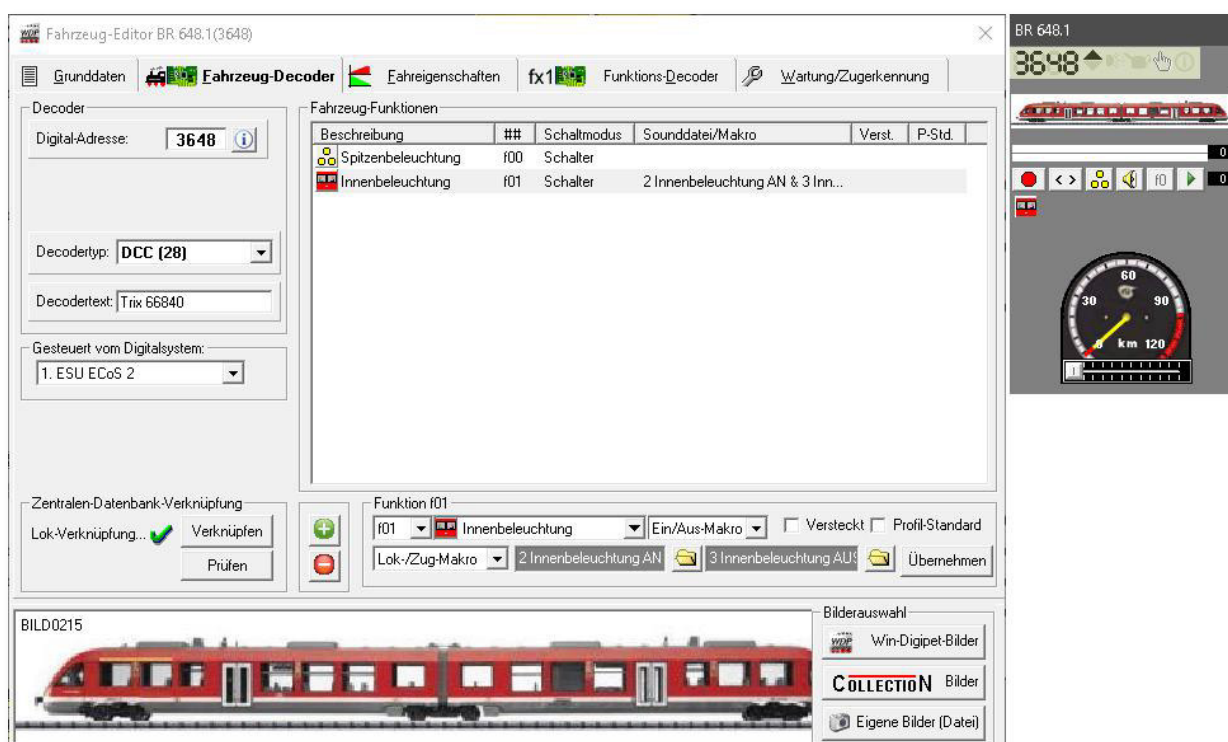 WDP Fahrzeug-Editor BR 648.1(3648)
Grunddaten Fahrzeug-Decoder Fahreigenschaften fx1 Funktions-Decoder Wartung/Zugerkennung
Decoder
Digital-Adresse: 3648
Decodertyp: DCC (28)
Decodertext: Trix 66840
Gesteuert vom Digitalsystem:
1. ESU ECoS 2
Zentralen-Datenbank-Verknüpfung
Lok-Verknüpfung... Verknüpfen
Prüfen
Fahrzeug-Funktionen
Beschreibung ## Schaltmodus Sounddatei/Makro Verst. P-Std.
Spitzenbeleuchtung f00 Schalter
Innenbeleuchtung f01 Schalter 2 Innenbeleuchtung AN & 3 Inn...
Funktion f01
f01 Innenbeleuchtung Ein/Aus-Makro Versteckt Profil-Standard
Lok-/Zug-Makro 2 Innenbeleuchtung AN 3 Innenbeleuchtung AUS Übernehmen
BILD0215
Bilderauswahl
WDP Win-Digipet-Bilder
COLLECTION Bilder
Eigene Bilder (Datei)
BR 648.1
3648
0
< > f0 0
60
30 90
0 km 120